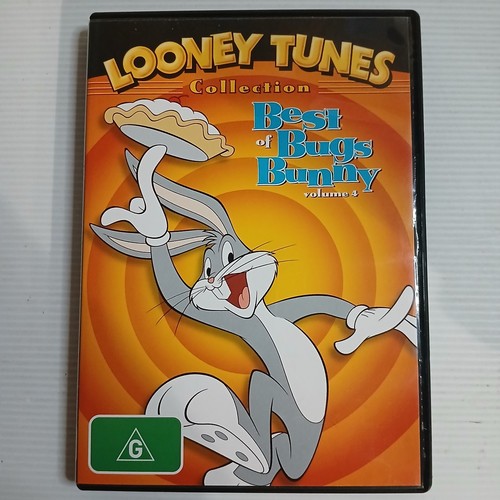 LOONEY TUNES
Collection
Best
of Bugs
Bunny
volume 4
G